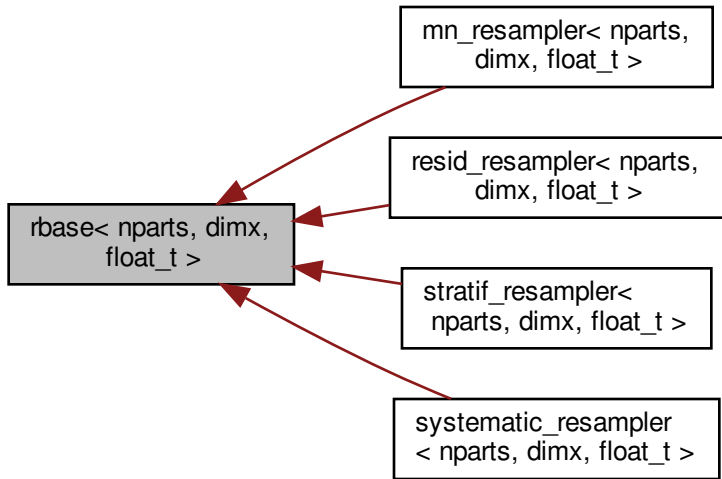 mn_resampler< nparts,
dimx, float_t >
resid_resampler< nparts,
dimx, float_t >
rbase< nparts, dimx,
float_t >
stratif_resampler<
nparts, dimx, float_t >
systematic_resampler
< nparts, dimx, float_t >